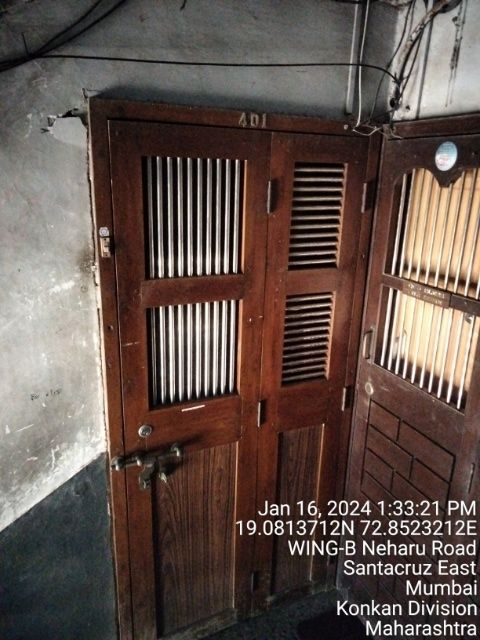 401
Jan 16, 2024 1:33:21 PM
19.0813712N 72.8523212E
WING-B Neharu Road
Santacruz East
Mumbai
Konkan Division
Maharashtra